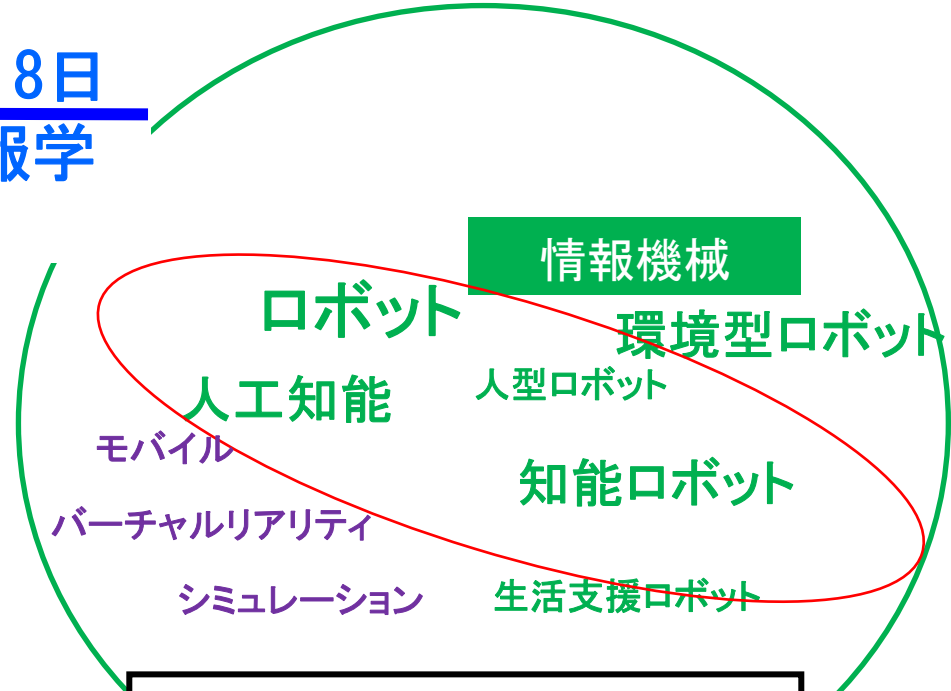 8日
報学
情報機械
ロボット
環境型ロボット
人型ロボット
人工知能
モバイル
知能ロボット
バーチャルリアリティ
シミュレーション
生活支援ロボット